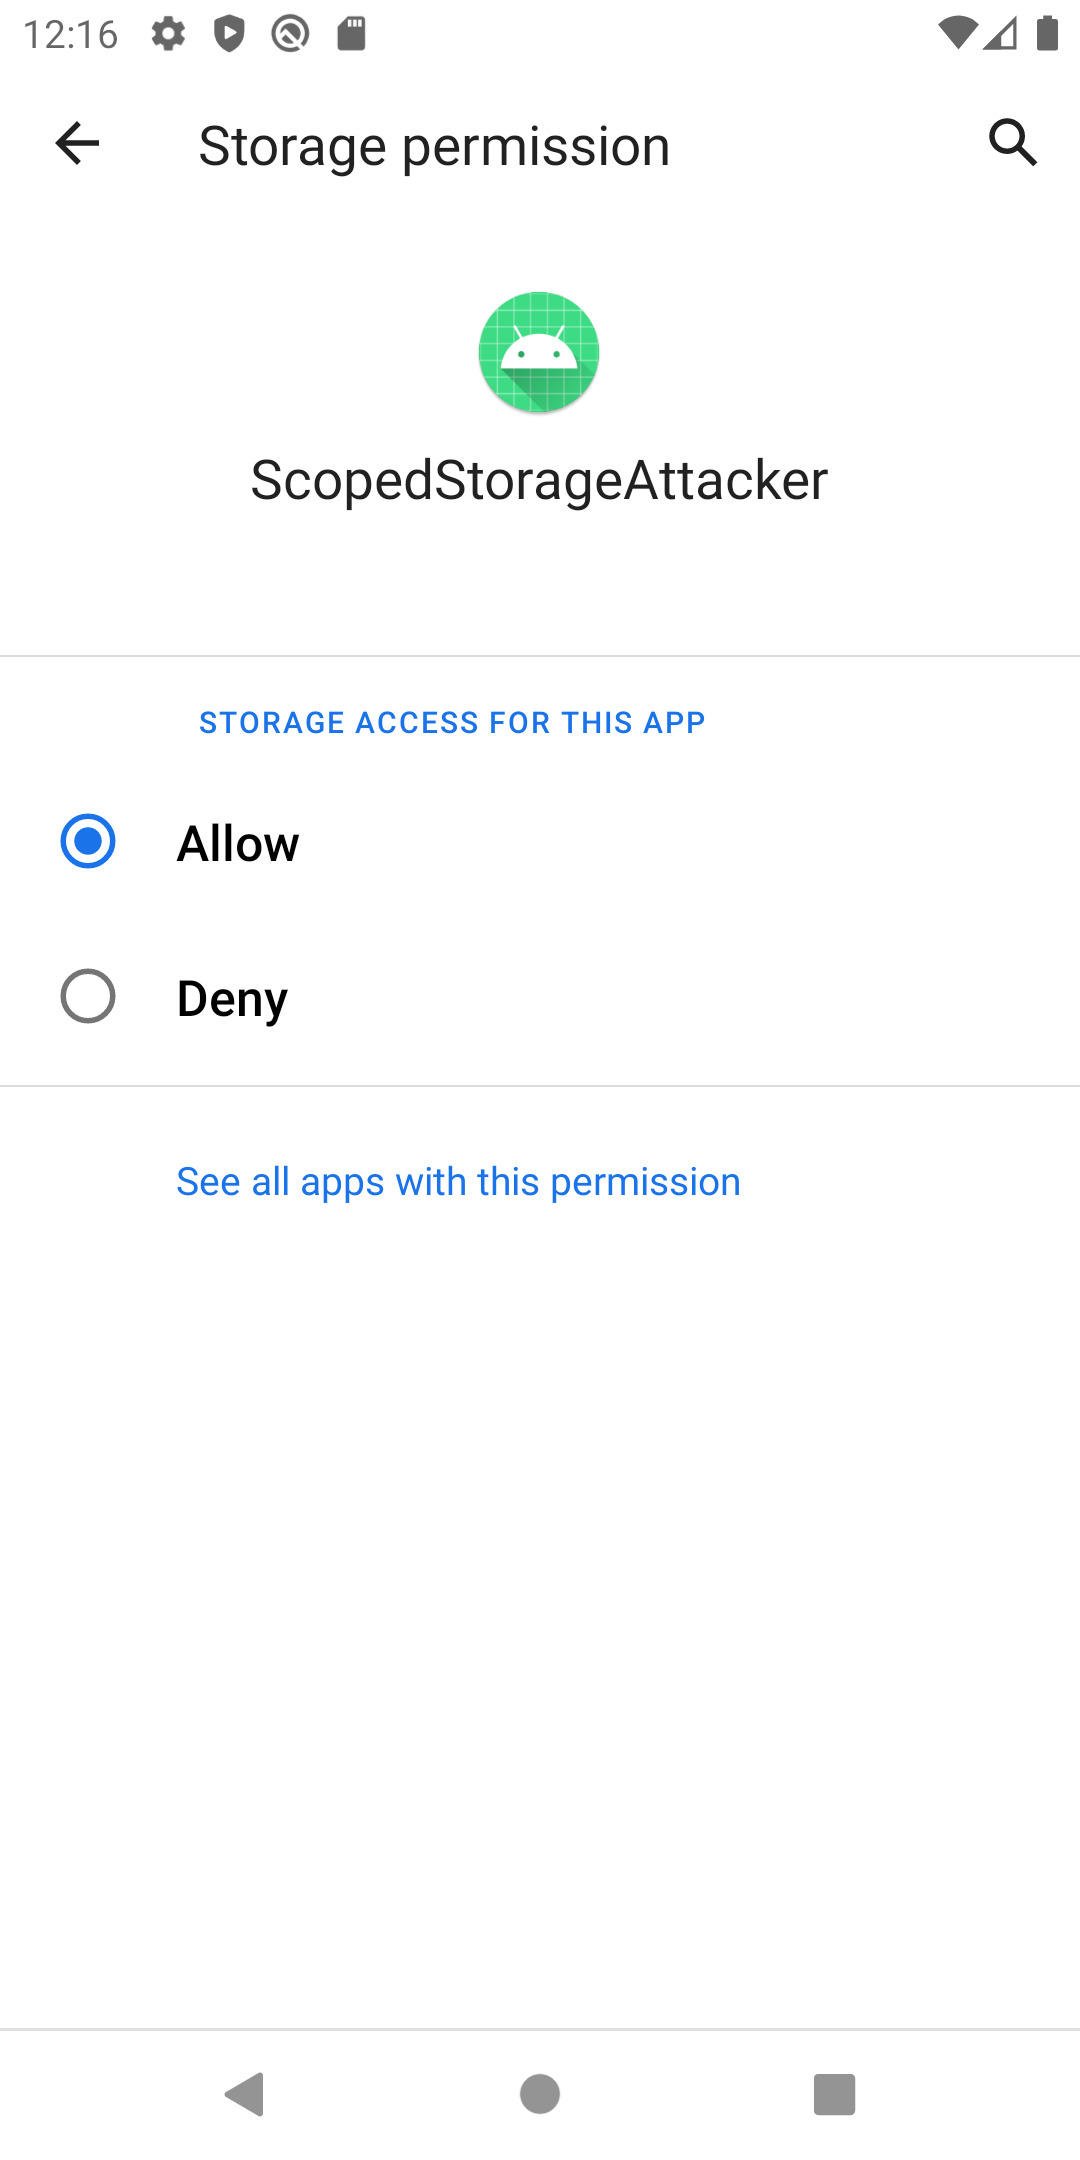 12:16
Storage permission
ScopedStorageAttacker
STORAGE ACCESS FOR THIS APP
Allow
Deny
See all apps with this permission